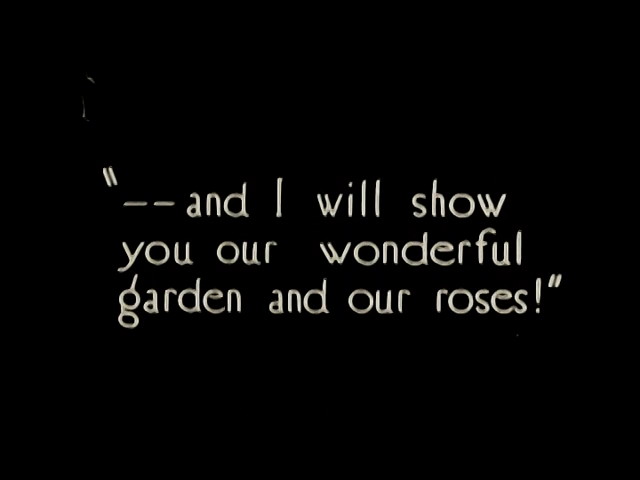 "-- and I will show
you our wonderful
garden and our roses!"